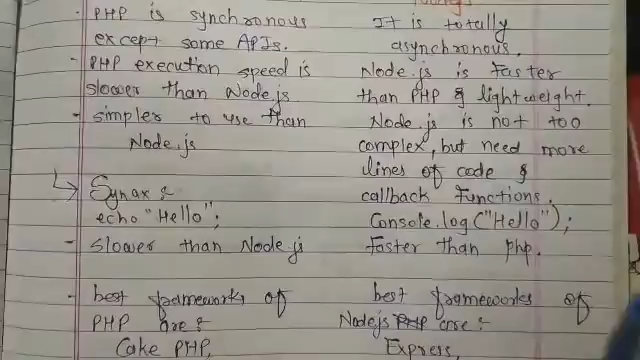 - PHP is synchronous
except some APIs.
- PHP execution speed is
slower than Node.js
- simpler to use than
Node.js
Synax :
echo "Hello";
- slower than Node.js
- best frameworks of
PHP are :
Cake PHP,
It is totally
asynchronous.
Node.js is Faster
than PHP & lightweight.
Node.js is not too
complex, but need more
lines of code &
callback Functions.
Console.log("Hello");
Faster than php.
best frameworks of
Nodejs PHP are :
Express,